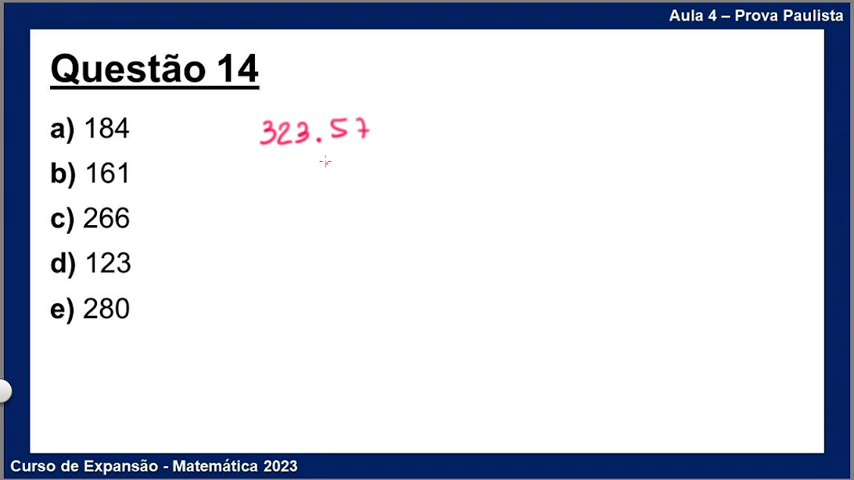 Aula 4 – Prova Paulista
Questão 14
a) 184
323.57
b) 161
c) 266
d) 123
e) 280
Curso de Expansão - Matemática 2023